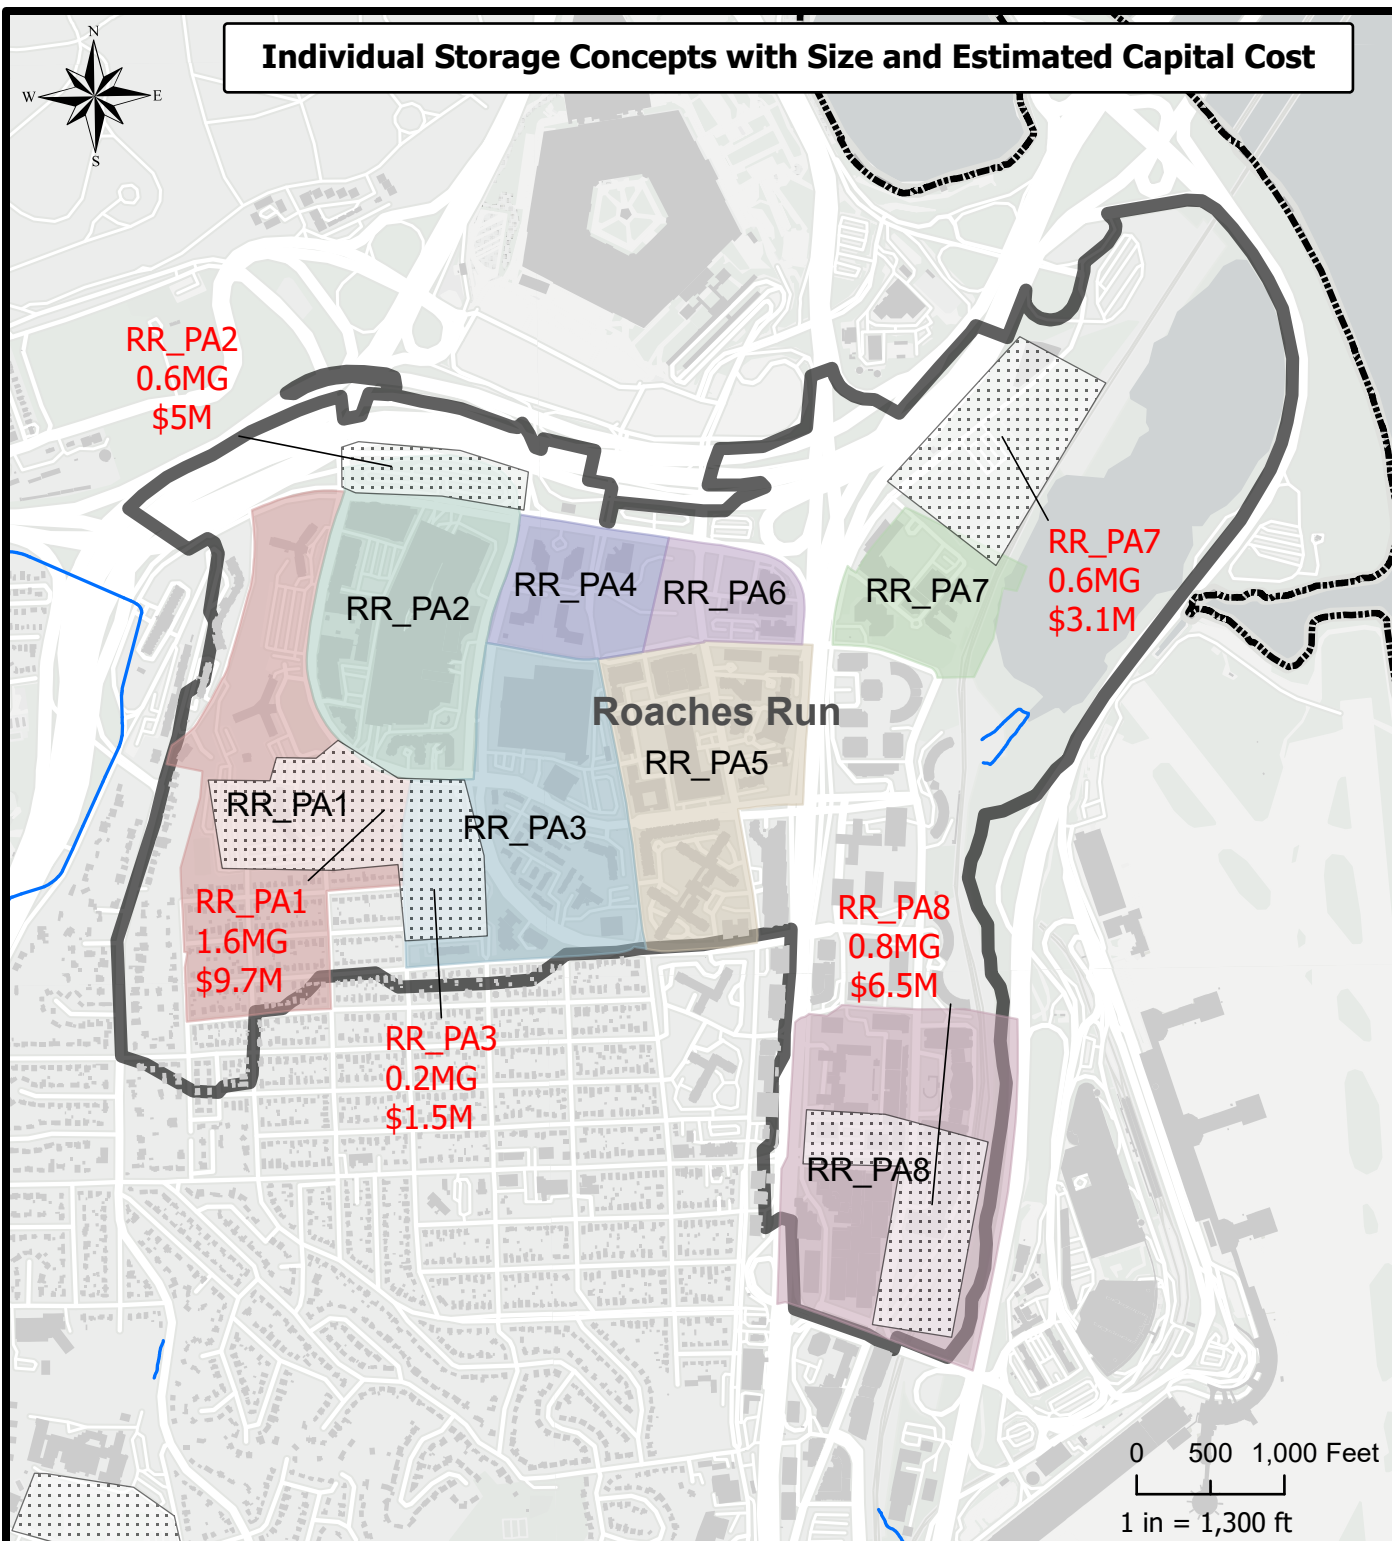 Individual Storage Concepts with Size and Estimated Capital Cost
N
W
E
S
RR_PA2
0.6MG
$5M
RR_PA7
0.6MG
$3.1M
RR_PA4
RR_PA6
RR_PA7
RR_PA2
Roaches Run
RR_PA5
RR_PA1
RR_PA3
RR_PA1
1.6MG
$9.7M
RR_PA8
0.8MG
$6.5M
RR_PA3
0.2MG
$1.5M
RR_PA8
0 500 1,000 Feet
1 in = 1,300 ft